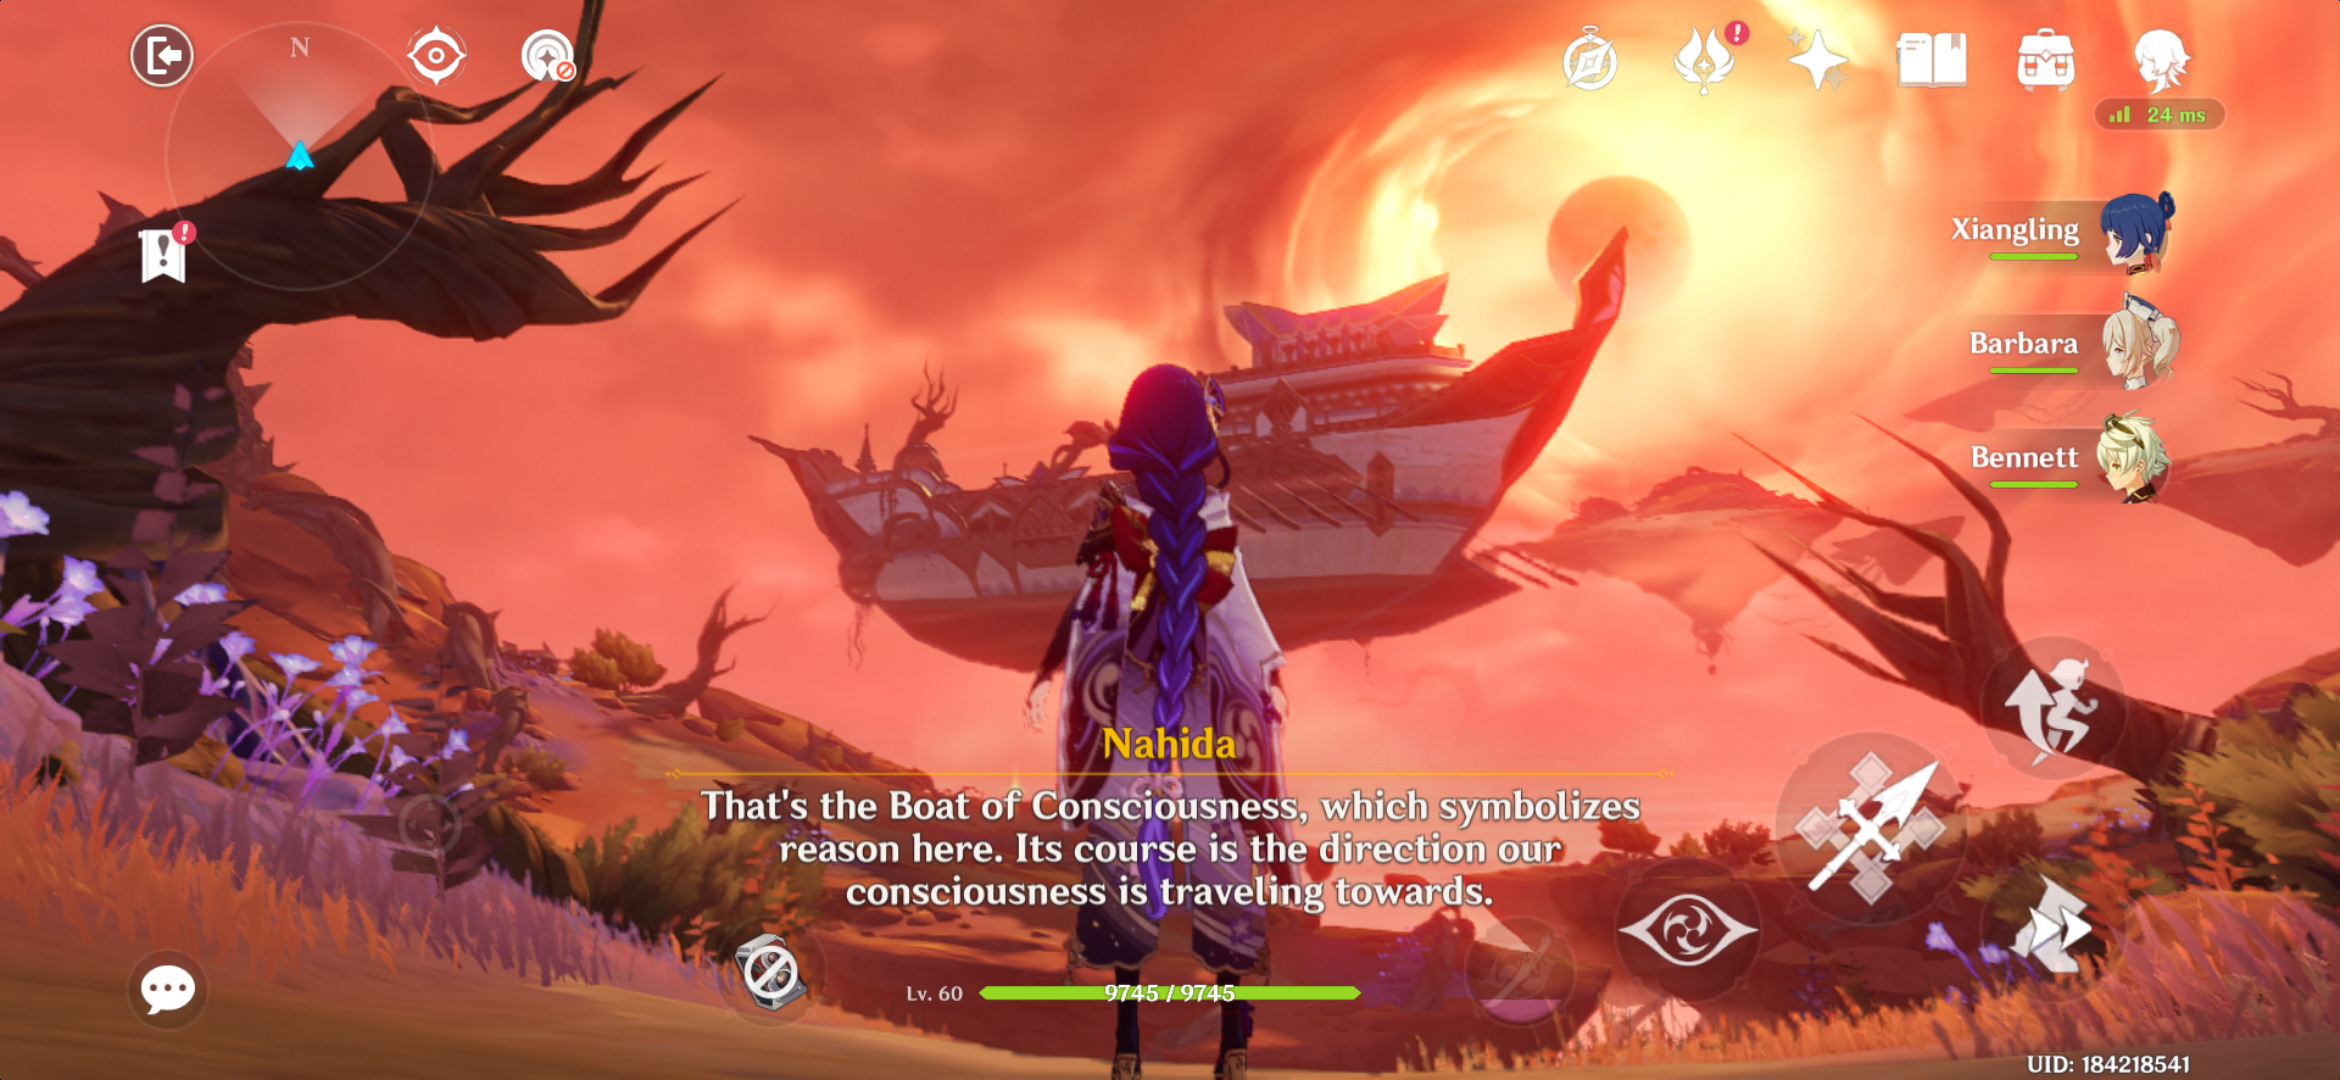 N
24 ms
Xiangling
Barbara
Bennett
Nahida
That's the Boat of Consciousness, which symbolizes
reason here. Its course is the direction our
consciousness is traveling towards.
Lv. 60
9745 / 9745
UID: 184218541